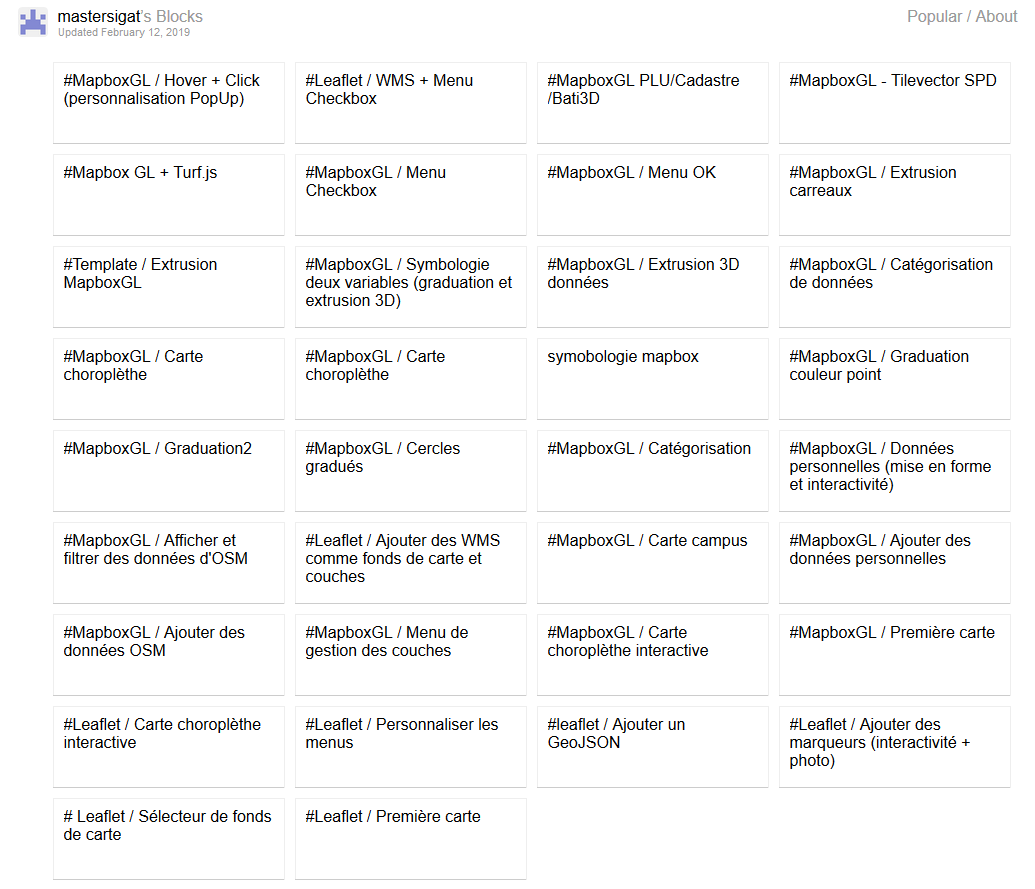 mastersigat's Blocks
Popular / About
Updated February 12, 2019
#MapboxGL / Hover + Click
(personnalisation PopUp)
#Leaflet / WMS + Menu
Checkbox
#MapboxGL PLU/Cadastre
/Bati3D
#MapboxGL - Tilevector SPD
#Mapbox GL + Turf.js
#MapboxGL / Menu
Checkbox
#MapboxGL / Menu OK
#MapboxGL / Extrusion
carreaux
#Template / Extrusion
MapboxGL
#MapboxGL / Symbologie
deux variables (graduation et
extrusion 3D)
#MapboxGL / Extrusion 3D
données
#MapboxGL / Catégorisation
de données
#MapboxGL / Carte
choroplèthe
#MapboxGL / Carte
choroplèthe
symobologie mapbox
#MapboxGL / Graduation
couleur point
#MapboxGL / Graduation2
#MapboxGL / Cercles
gradués
#MapboxGL / Catégorisation
#MapboxGL / Données
personnelles (mise en forme
et interactivité)
#MapboxGL / Afficher et
filtrer des données d'OSM
#Leaflet / Ajouter des WMS
comme fonds de carte et
couches
#MapboxGL / Carte campus
#MapboxGL / Ajouter des
données personnelles
#MapboxGL / Ajouter des
données OSM
#MapboxGL / Menu de
gestion des couches
#MapboxGL / Carte
choroplèthe interactive
#MapboxGL / Première carte
#Leaflet / Carte choroplèthe
interactive
#Leaflet / Personnaliser les
menus
#leaflet / Ajouter un
GeoJSON
#Leaflet / Ajouter des
marqueurs (interactivité +
photo)
# Leaflet / Sélecteur de fonds
de carte
#Leaflet / Première carte